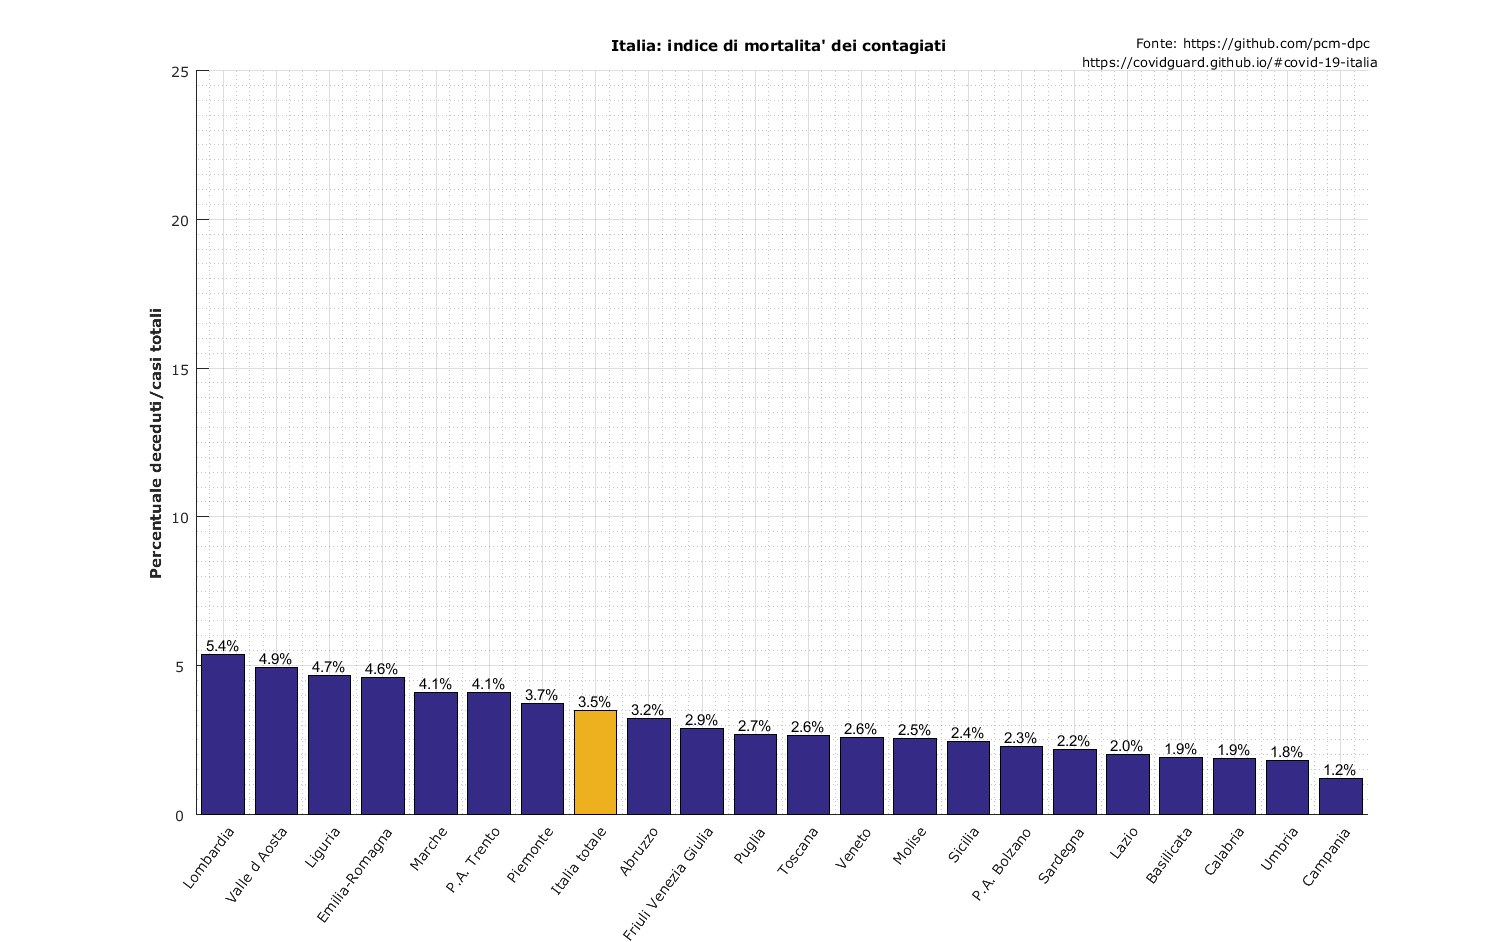 Italia: indice di mortalita' dei contagiati
Fonte: https://github.com/pcm-dpc
https://covidguard.github.io/#covid-19-italia
Percentuale deceduti/casi totali
25
20
15
10
5
0
5.4%
4.9%
4.7%
4.6%
4.1%
4.1%
3.7%
3.5%
3.2%
2.9%
2.7%
2.6%
2.6%
2.5%
2.4%
2.3%
2.2%
2.0%
1.9%
1.9%
1.8%
1.2%
Lombardia
Valle d Aosta
Liguria
Emilia-Romagna
Marche
P.A. Trento
Piemonte
Italia totale
Abruzzo
Friuli Venezia Giulia
Puglia
Toscana
Veneto
Molise
Sicilia
P.A. Bolzano
Sardegna
Lazio
Basilicata
Calabria
Umbria
Campania